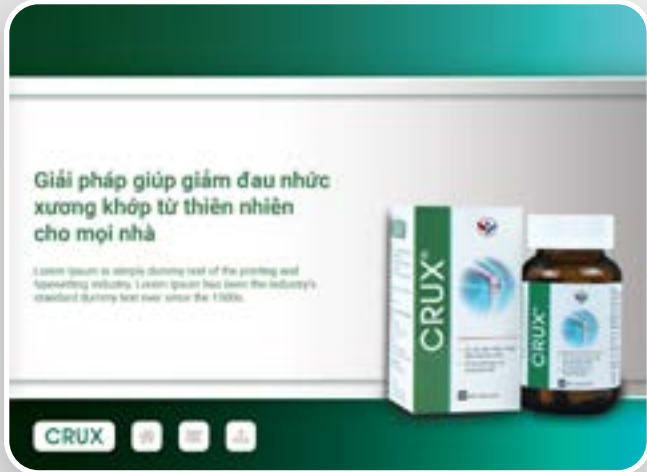 Giải pháp giúp giảm đau nhức
xương khớp từ thiên nhiên
cho mọi nhà
Lorem Ipsum is simply dummy text of the printing and
typesetting industry. Lorem Ipsum has been the industry's
standard dummy text ever since the 1500s.
CRUX®
CRUX®
CRUX